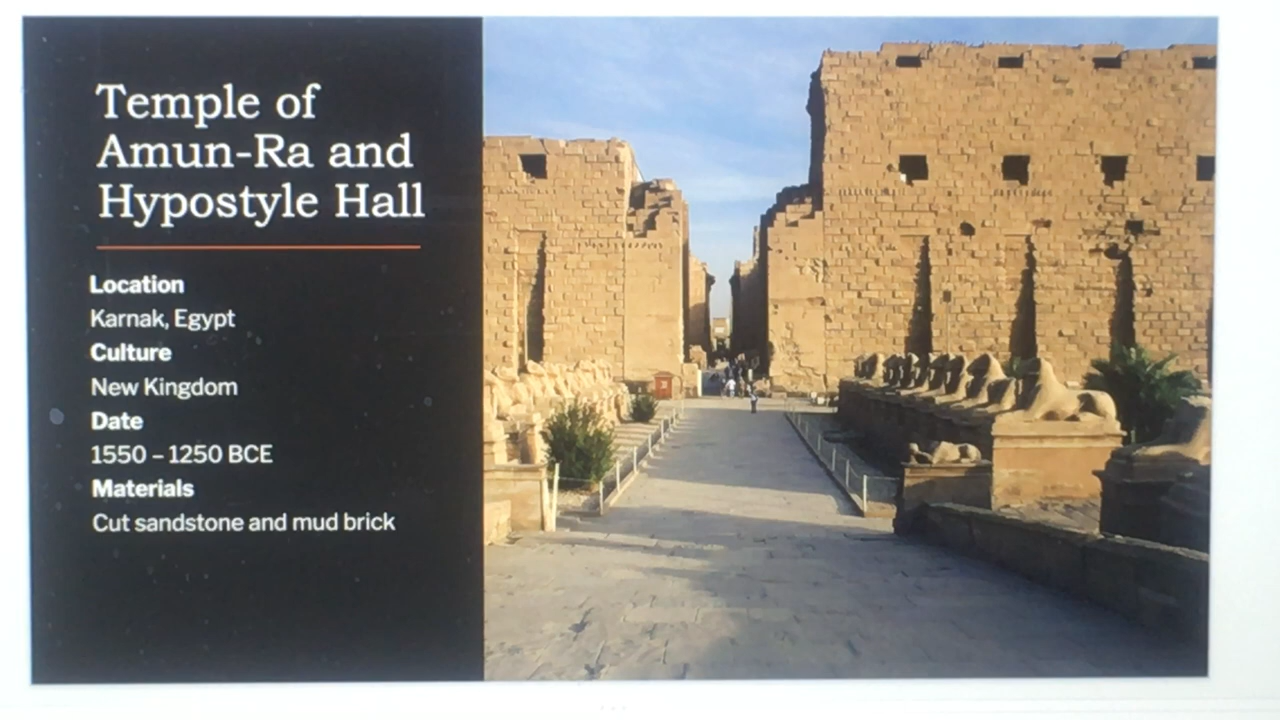 Temple of
Amun-Ra and
Hypostyle Hall
Location
Karnak, Egypt
Culture
New Kingdom
Date
1550 – 1250 BCE
Materials
Cut sandstone and mud brick